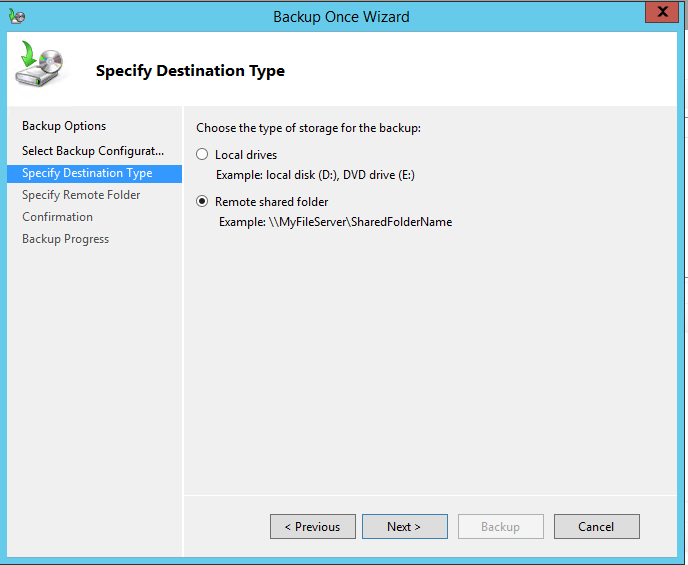 Backup Once Wizard
X
Specify Destination Type
Backup Options
Select Backup Configurat...
Specify Destination Type
Specify Remote Folder
Confirmation
Backup Progress
Choose the type of storage for the backup:
Local drives
Example: local disk (D:), DVD drive (E:)
Remote shared folder
Example: \\MyFileServer\SharedFolderName
< Previous
Next >
Backup
Cancel